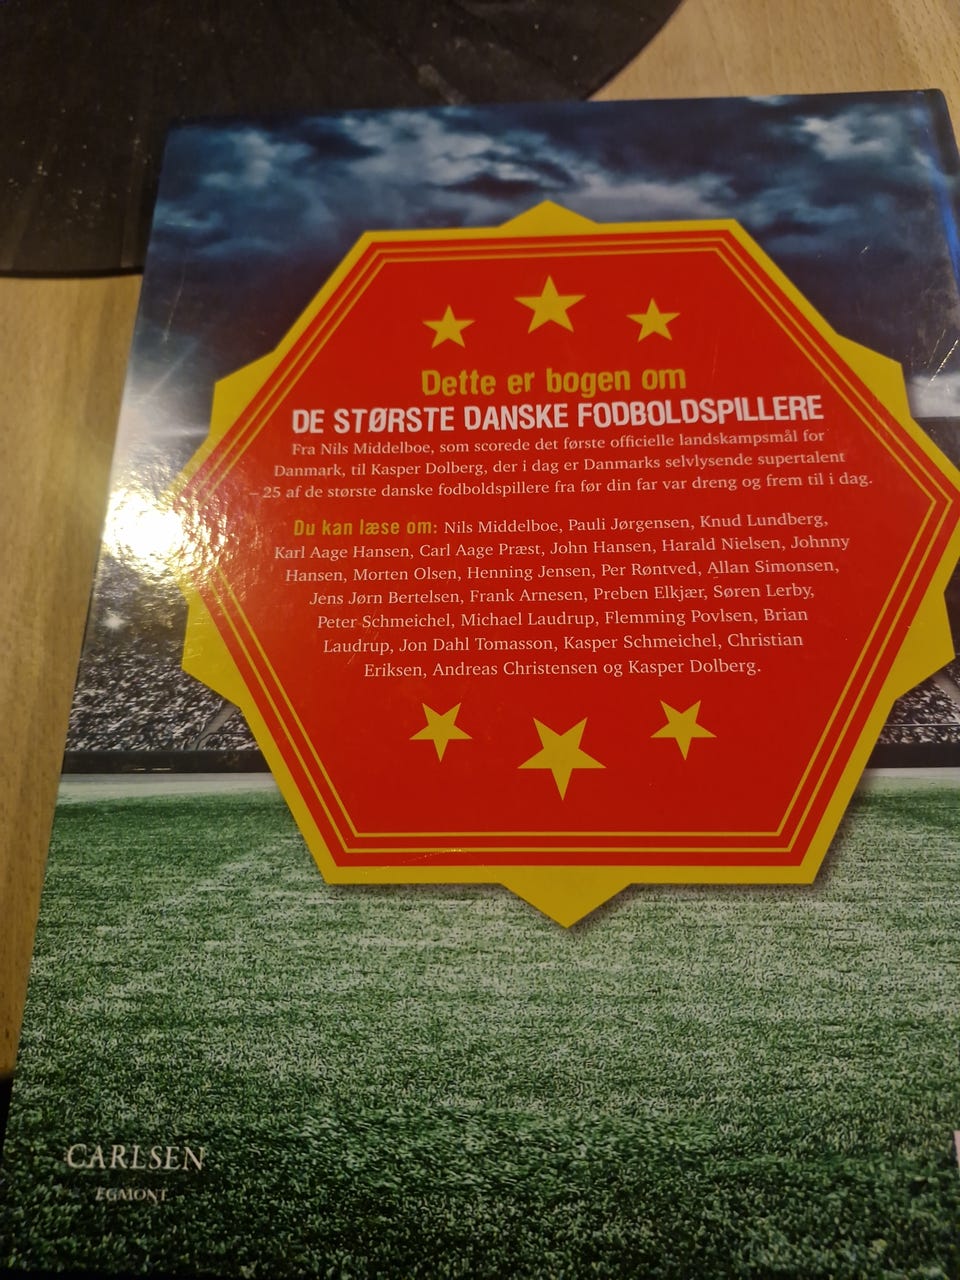 Dette er bogen om
DE STØRSTE DANSKE FODBOLDSPILLERE
Fra Nils Middelboe, som scorede det første officielle landskampsmål for
Danmark, til Kasper Dolberg, der i dag er Danmarks selvlysende supertalent
– 25 af de største danske fodboldspillere fra før din far var dreng og frem til i dag.
Du kan læse om: Nils Middelboe, Pauli Jørgensen, Knud Lundberg,
Karl Aage Hansen, Carl Aage Præst, John Hansen, Harald Nielsen, Johnny
Hansen, Morten Olsen, Henning Jensen, Per Røntved, Allan Simonsen,
Jens Jørn Bertelsen, Frank Arnesen, Preben Elkjær, Søren Lerby,
Peter Schmeichel, Michael Laudrup, Flemming Povlsen, Brian
Laudrup, Jon Dahl Tomasson, Kasper Schmeichel, Christian
Eriksen, Andreas Christensen og Kasper Dolberg.
CARLSEN
EGMONT